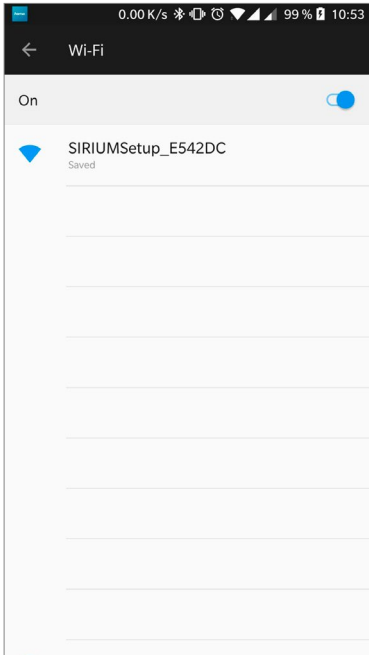 0.00 K/s 99 % 10:53
Wi-Fi
On
SIRIUMSetup_E542DC
Saved